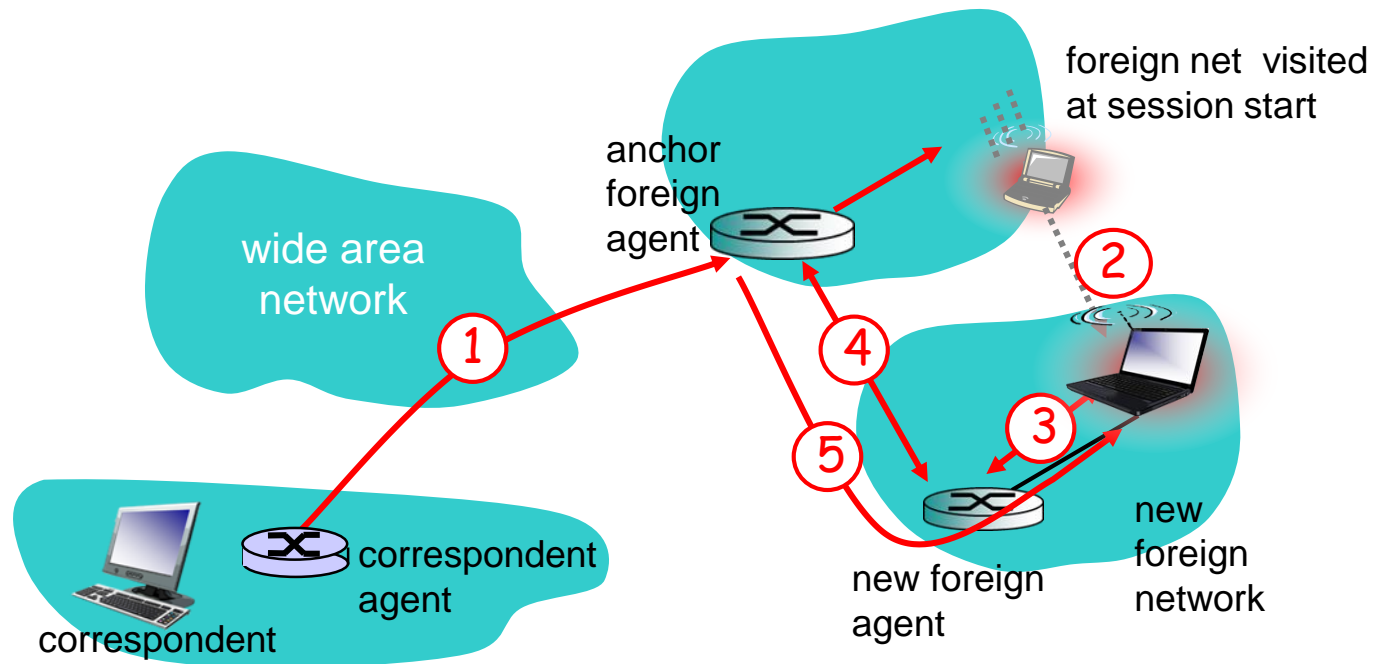 foreign net visited
at session start
anchor
foreign
agent
wide area
network
2
1
4
3
5
new
foreign
network
correspondent
agent
new foreign
agent
correspondent